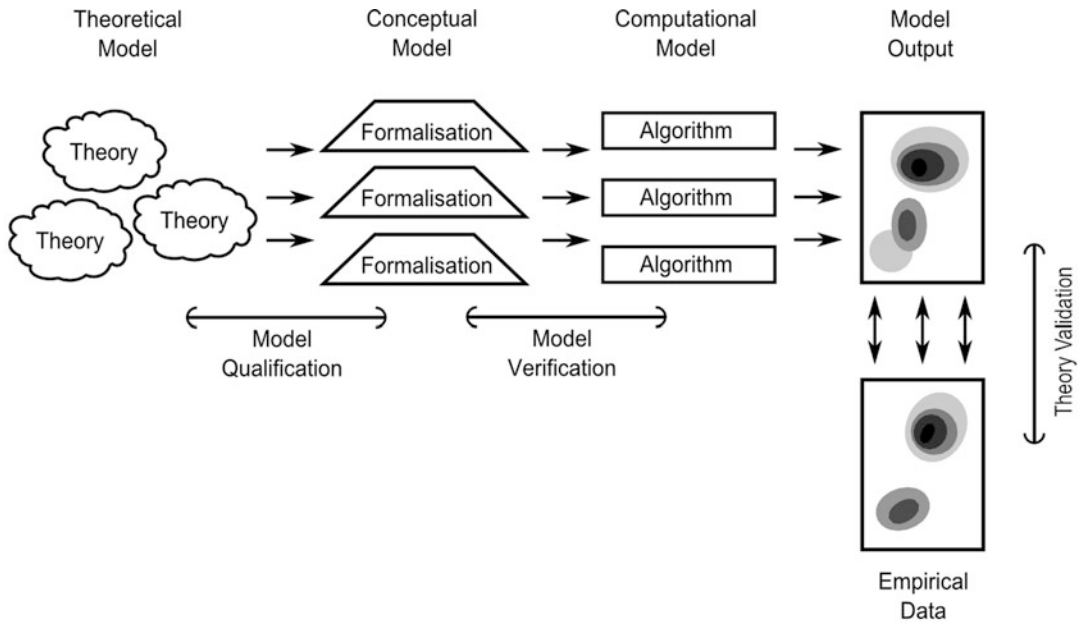 Theoretical
Model
Conceptual
Model
Computational
Model
Model
Output
Theory
Theory
Theory
Formalisation
Formalisation
Formalisation
Algorithm
Algorithm
Algorithm
Model
Qualification
Model
Verification
Theory Validation
Empirical
Data